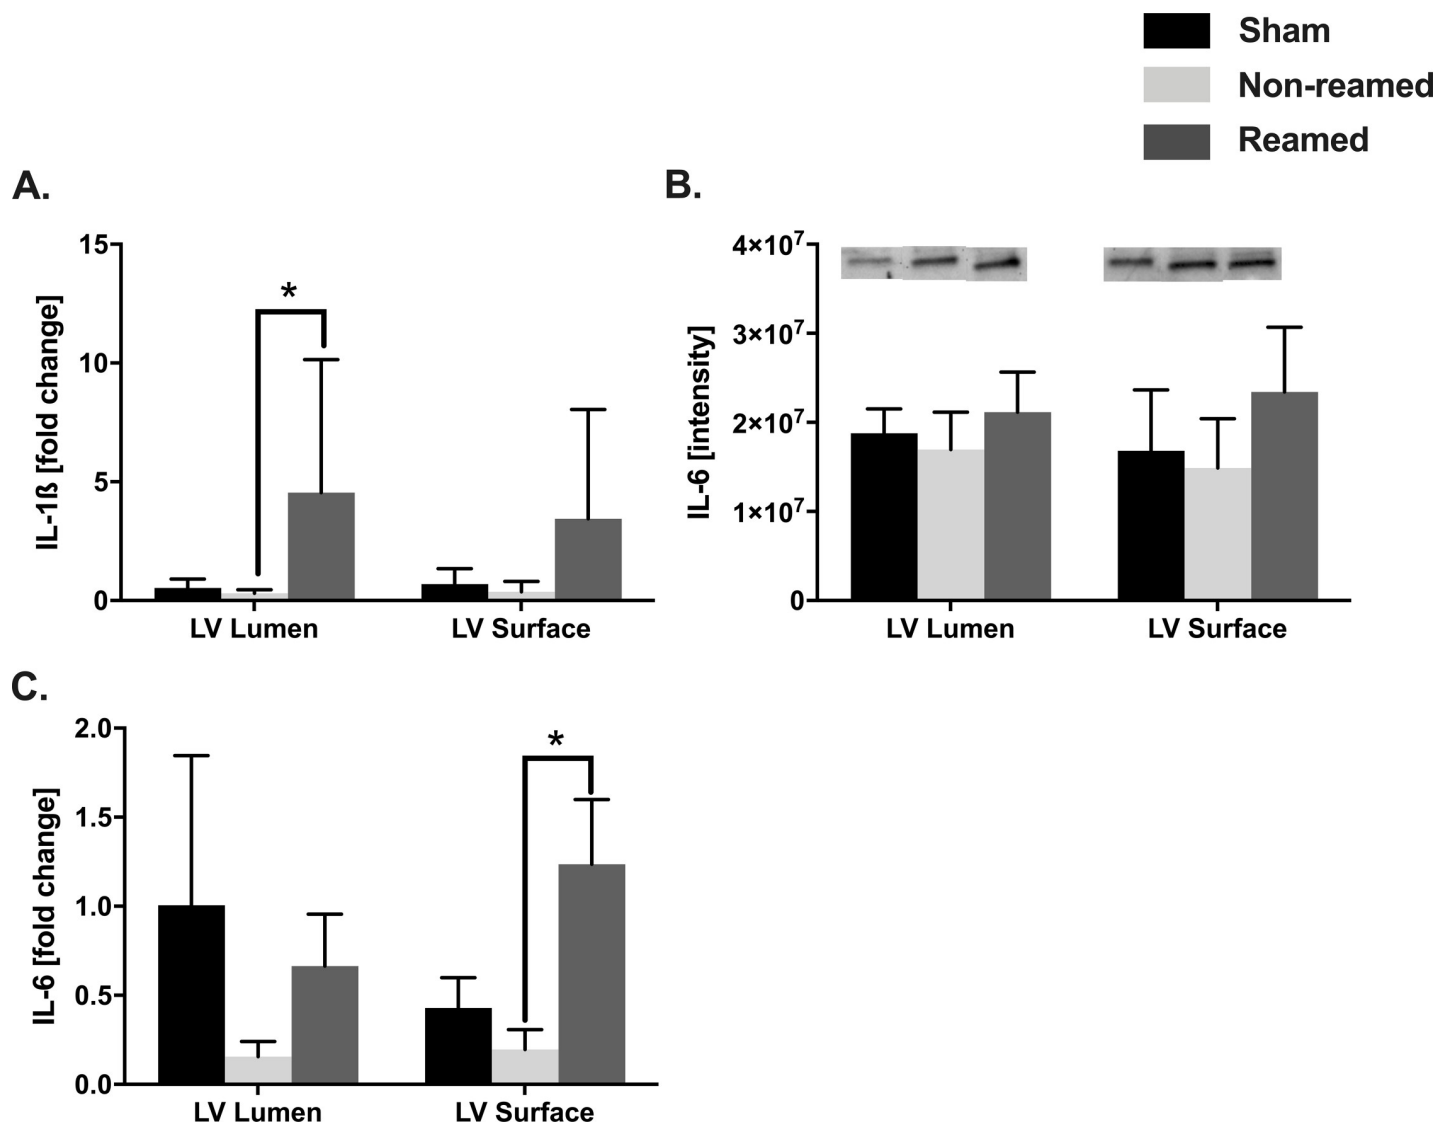 Sham
Non-reamed
Reamed
A.
IL-1ß [fold change]
15
10
5
0
*
LV Lumen
LV Surface
B.
IL-6 [intensity]
4×10⁷
3×10⁷
2×10⁷
1×10⁷
0
LV Lumen
LV Surface
C.
IL-6 [fold change]
2.0
1.5
1.0
0.5
0.0
*
LV Lumen
LV Surface